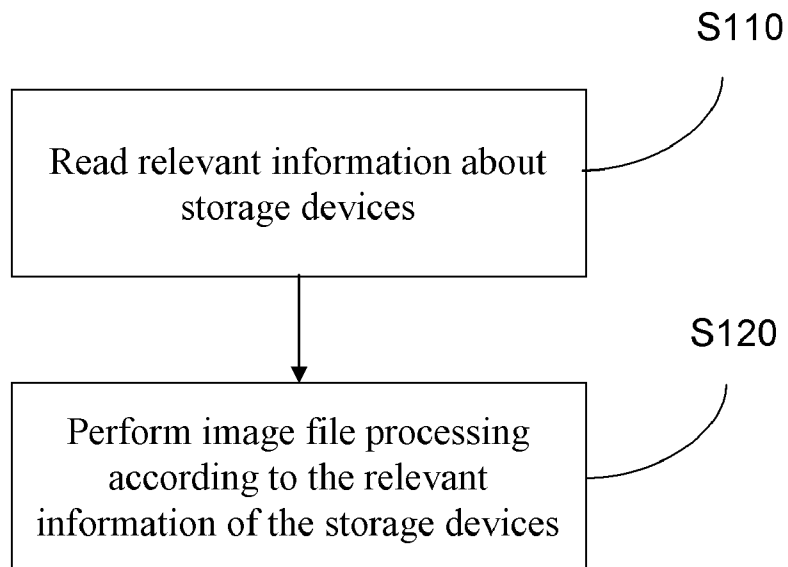 S110
Read relevant information about
storage devices
S120
Perform image file processing
according to the relevant
information of the storage devices